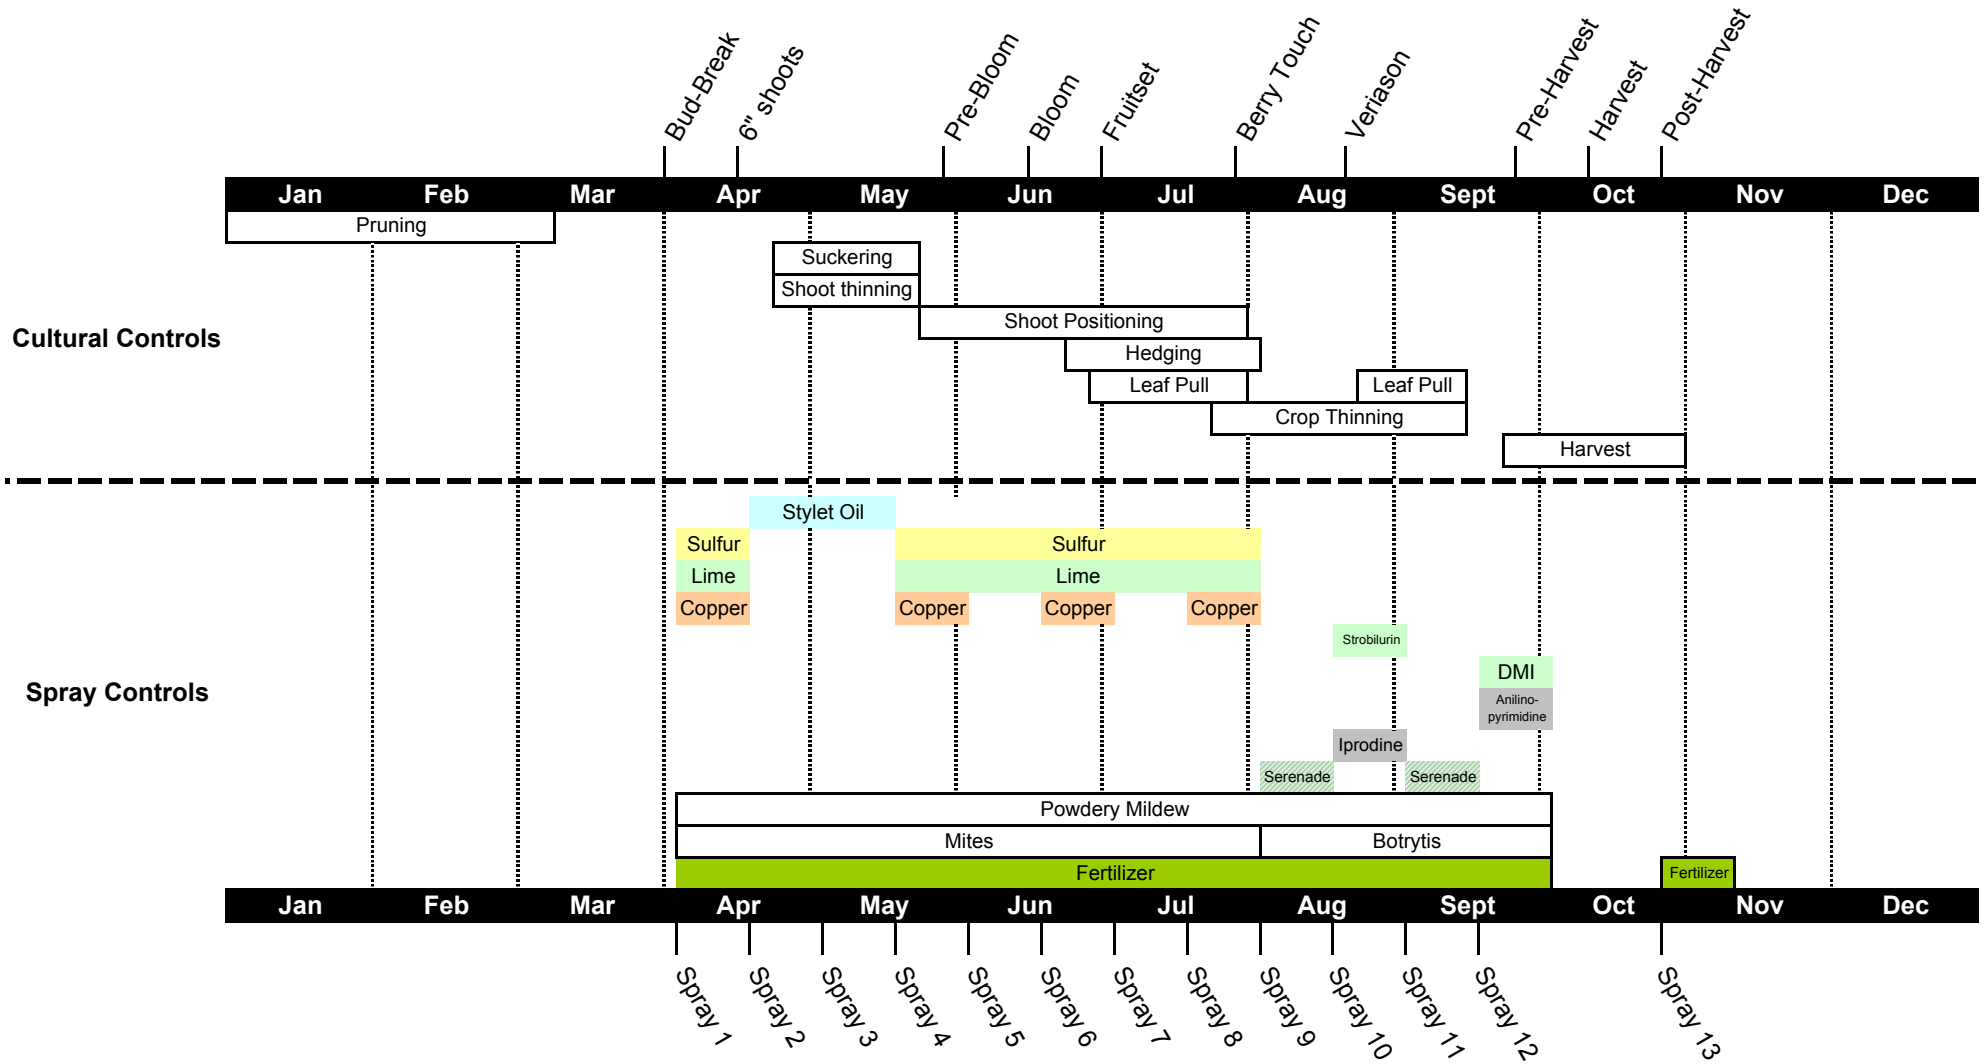 Bud-Break
6" shoots
Pre-Bloom
Bloom
Fruitset
Berry Touch
Veriason
Pre-Harvest
Harvest
Post-Harvest
Jan Feb Mar Apr May Jun Jul Aug Sept Oct Nov Dec
Pruning
Suckering
Shoot thinning
Shoot Positioning
Cultural Controls
Hedging
Leaf Pull Leaf Pull
Crop Thinning
Harvest
Stylet Oil
Sulfur Sulfur
Lime Lime
Copper Copper Copper Copper
Strobilurin
DMI
Spray Controls
Anilino-
pyrimidine
Iprodine
Serenade Serenade
Powdery Mildew
Mites Botrytis
Fertilizer Fertilizer
Jan Feb Mar Apr May Jun Jul Aug Sept Oct Nov Dec
Spray 1
Spray 2
Spray 3
Spray 4
Spray 5
Spray 6
Spray 7
Spray 8
Spray 9
Spray 10
Spray 11
Spray 12
Spray 13